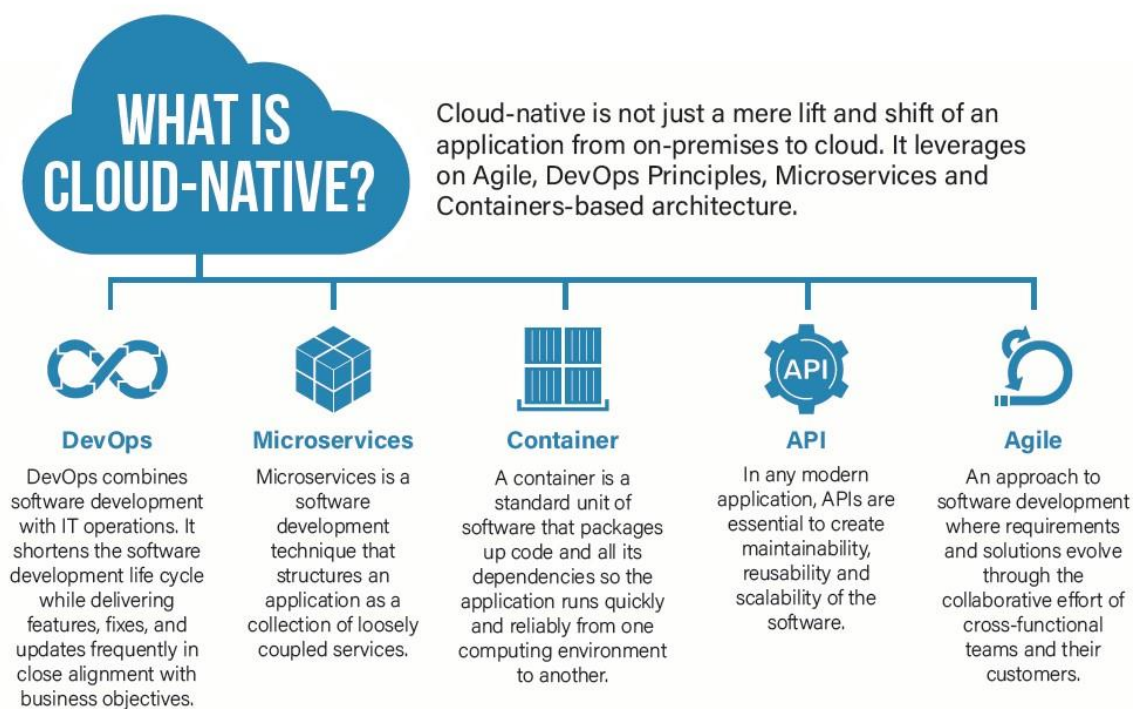 WHAT IS
CLOUD-NATIVE?
Cloud-native is not just a mere lift and shift of an
application from on-premises to cloud. It leverages
on Agile, DevOps Principles, Microservices and
Containers-based architecture.
DevOps
DevOps combines
software development
with IT operations. It
shortens the software
development life cycle
while delivering
features, fixes, and
updates frequently in
close alignment with
business objectives.
Microservices
Microservices is a
software
development
technique that
structures an
application as a
collection of loosely
coupled services.
Container
A container is a
standard unit of
software that packages
up code and all its
dependencies so the
application runs quickly
and reliably from one
computing environment
to another.
API
API
In any modern
application, APIs are
essential to create
maintainability,
reusability and
scalability of the
software.
Agile
An approach to
software development
where requirements
and solutions evolve
through the
collaborative effort of
cross-functional
teams and their
customers.